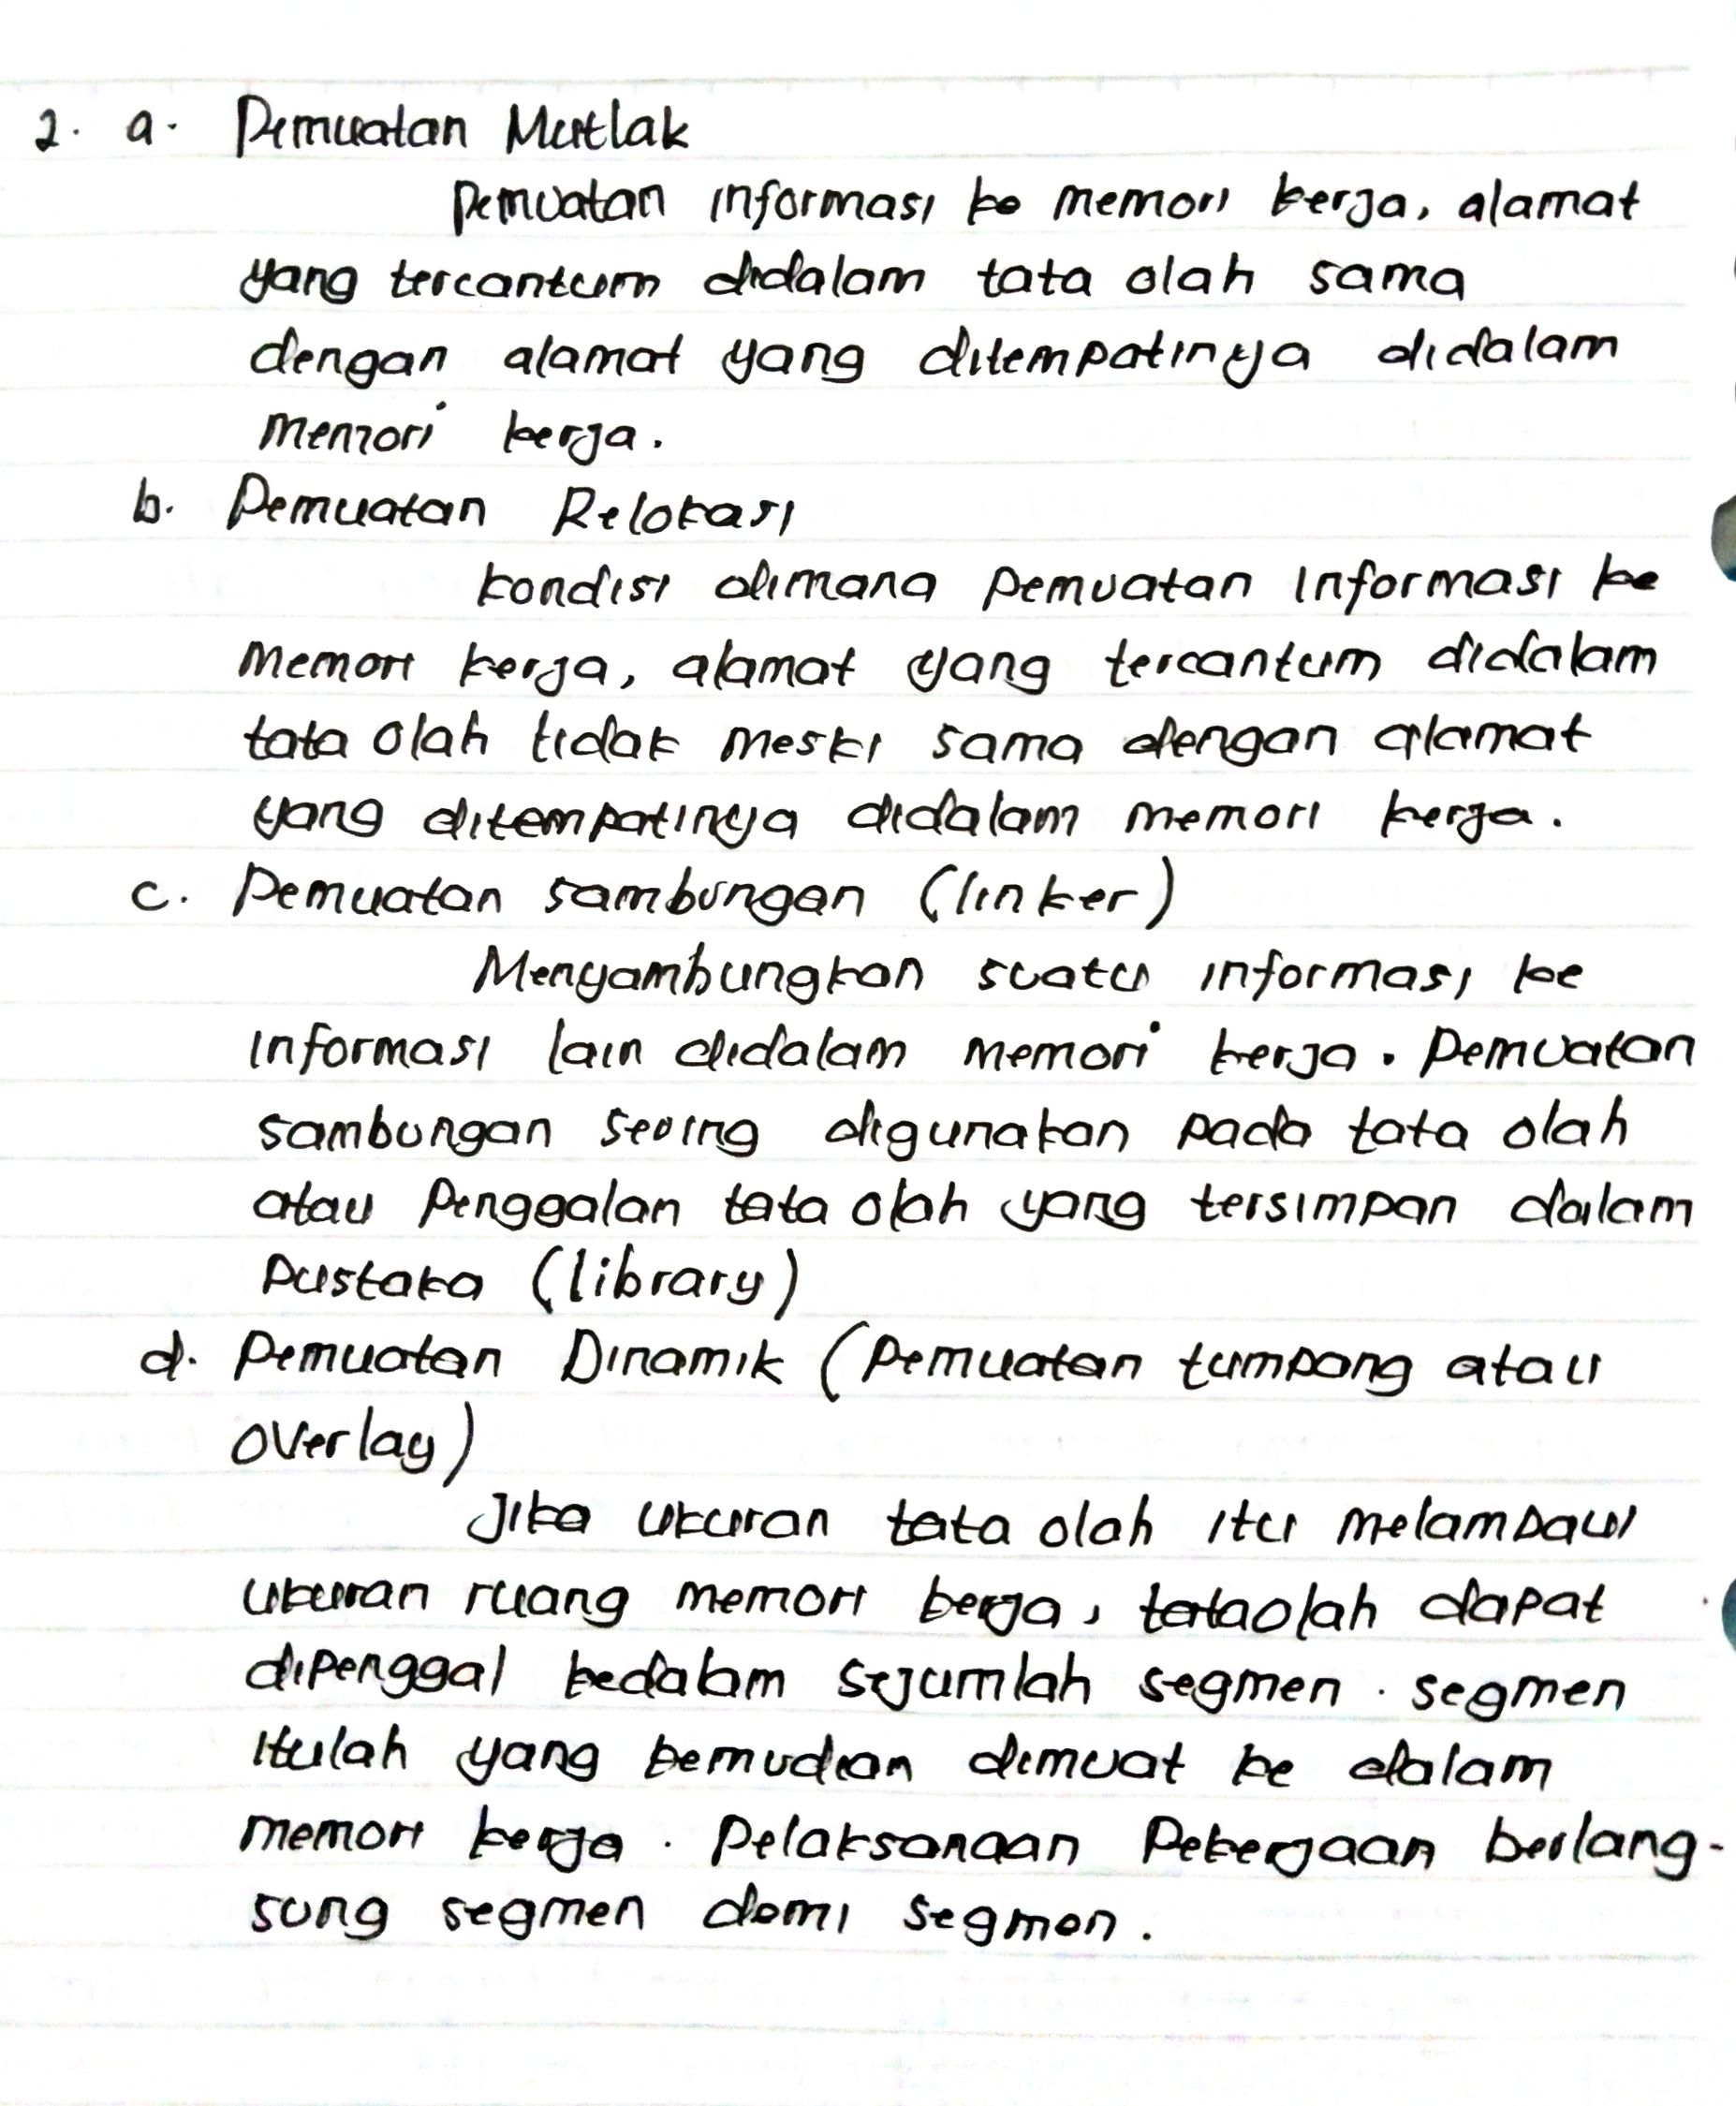 2. a. Pemuatan Mutlak
Pemuatan informasi ke memori kerja, alamat
yang tercantum didalam tata olah sama
dengan alamat yang ditempatinya didalam
memori kerja.
b. Pemuatan Relokasi
kondisi dimana pemuatan informasi ke
memori kerja, alamat yang tercantum didalam
tata olah tidak meski sama dengan alamat
yang ditempatinya didalam memori kerja.
c. Pemuatan sambungan (linker)
Menyambungkan suatu informasi ke
informasi lain didalam memori kerja. Pemuatan
sambungan sering digunakan pada tata olah
atau penggalan tata olah yang tersimpan dalam
pustaka (library)
d. Pemuatan Dinamik (Pemuatan tumpang atau
overlay)
Jika ukuran tata olah itu melampaui
ukuran ruang memori kerja, tataolah dapat
dipenggal kedalam sejumlah segmen. segmen
itulah yang kemudian dimuat ke dalam
memori kerja. Pelaksanaan Pekerjaan berlang-
sung segmen demi segmen.